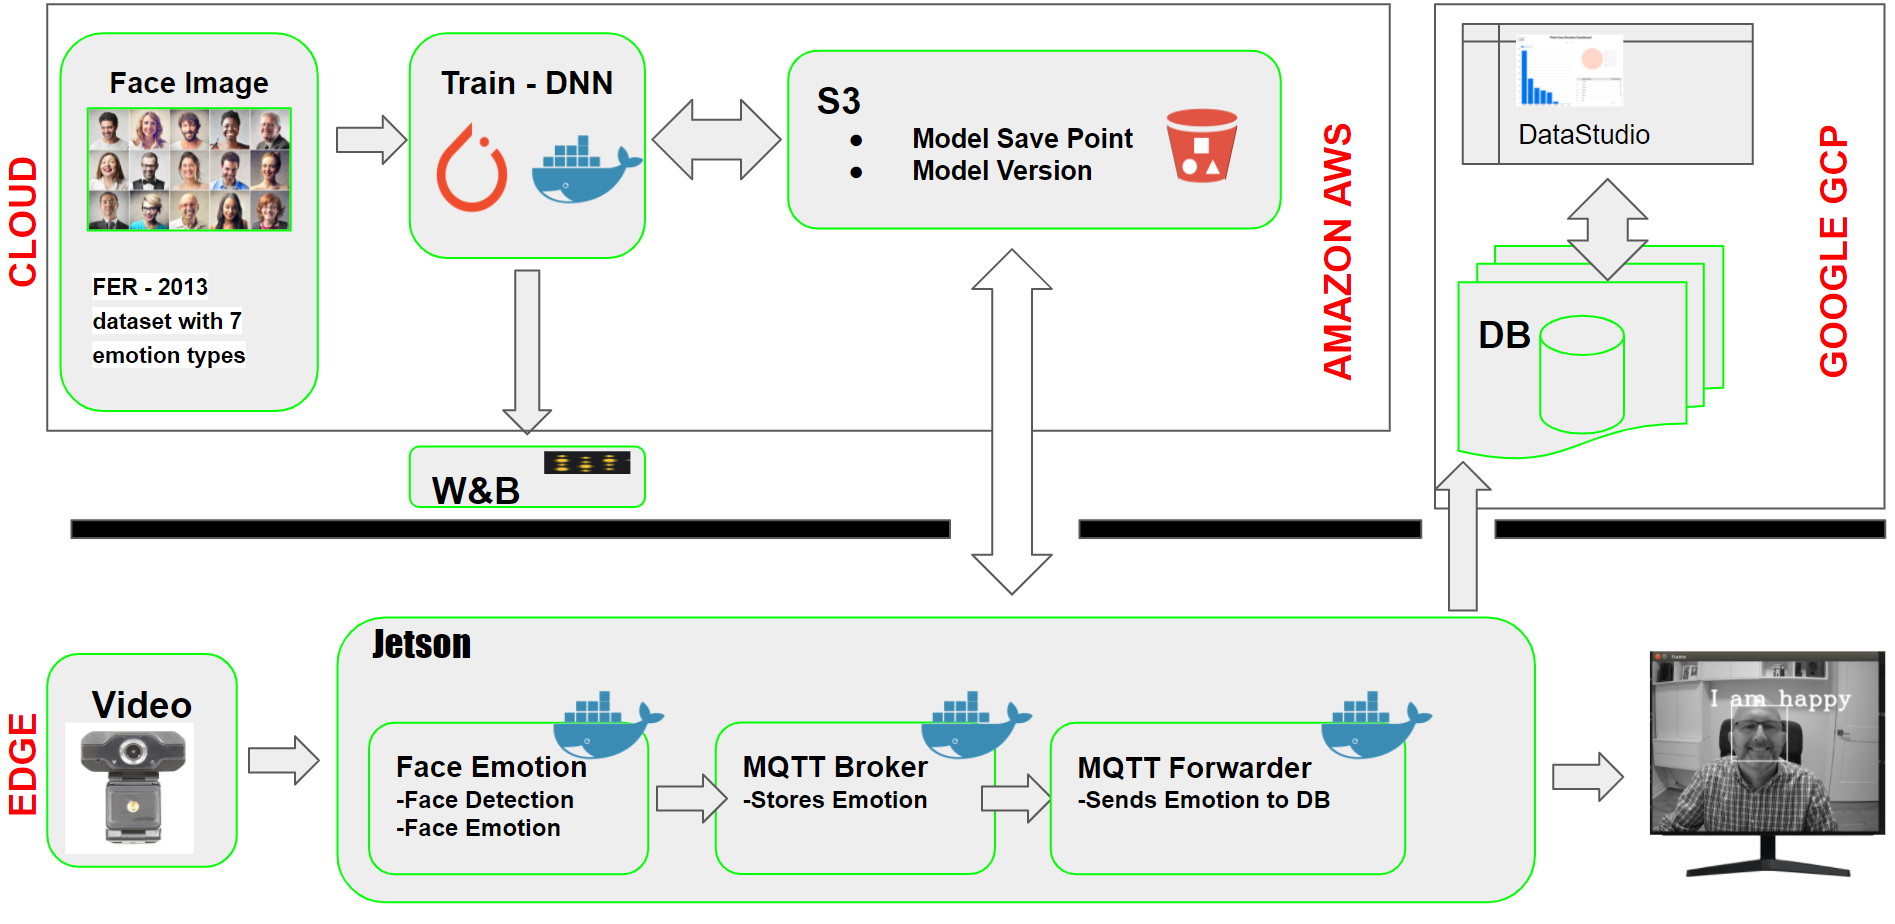 CLOUD
Face Image
FER - 2013
dataset with 7
emotion types
Train - DNN
S3
● Model Save Point
● Model Version
AMAZON AWS
W&B
DataStudio
DB
GOOGLE GCP
EDGE
Video
Jetson
Face Emotion
-Face Detection
-Face Emotion
MQTT Broker
-Stores Emotion
MQTT Forwarder
-Sends Emotion to DB
frame
I am happy